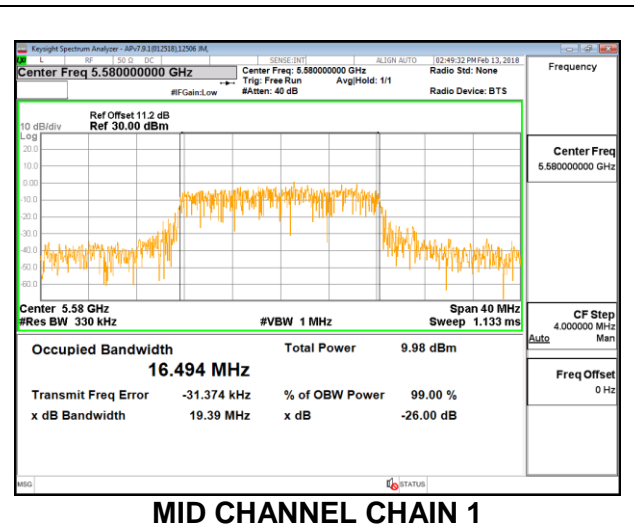 Keysight Spectrum Analyzer - APv7.9.1(012518),12506 JM,
L RF 50 Ω DC SENSE:INT ALIGN AUTO 02:49:32 PM Feb 13, 2018
Center Freq 5.580000000 GHz
Center Freq: 5.580000000 GHz
Radio Std: None
Frequency
Trig: Free Run Avg|Hold: 1/1
#IFGain:Low #Atten: 40 dB Radio Device: BTS
Ref Offset 11.2 dB
10 dB/div Ref 30.00 dBm
Log
20.0
10.0
0.00
-10.0
-20.0
-30.0
-40.0
-50.0
-60.0
Center Freq
5.580000000 GHz
Center 5.58 GHz Span 40 MHz
#Res BW 330 kHz #VBW 1 MHz Sweep 1.133 ms
CF Step
4.000000 MHz
Auto Man
Occupied Bandwidth Total Power 9.98 dBm
16.494 MHz
Freq Offset
0 Hz
Transmit Freq Error -31.374 kHz % of OBW Power 99.00 %
x dB Bandwidth 19.39 MHz x dB -26.00 dB
MSG STATUS
MID CHANNEL CHAIN 1